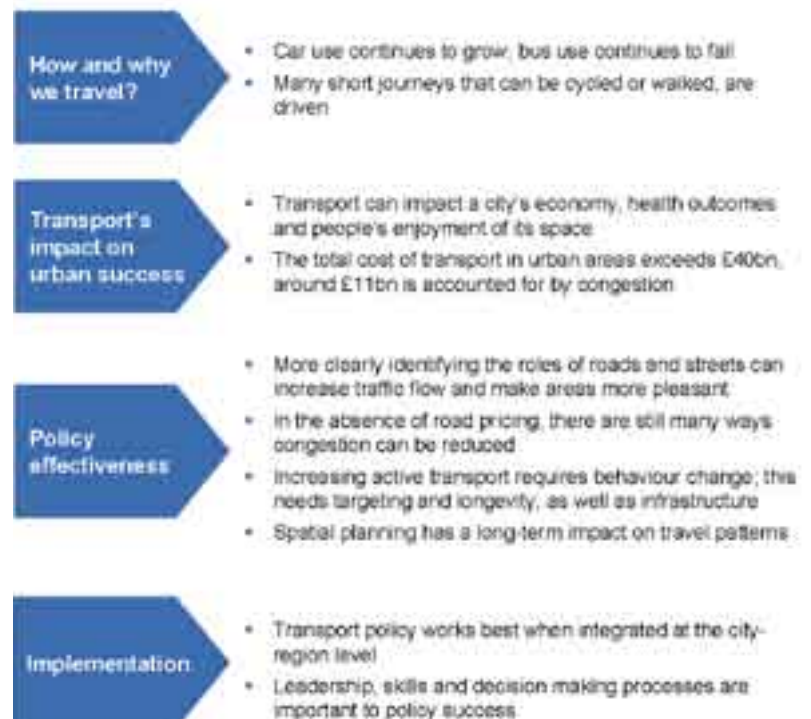 How and why
we travel?
• Car use continues to grow, bus use continues to fall
• Many short journeys that can be cycled or walked, are
driven
Transport's
impact on
urban success
• Transport can impact a city's economy, health outcomes
and people's enjoyment of its space
• The total cost of transport in urban areas exceeds £40bn,
around £11bn is accounted for by congestion
Policy
effectiveness
• More clearly identifying the roles of roads and streets can
increase traffic flow and make areas more pleasant
• In the absence of road pricing, there are still many ways
congestion can be reduced
• Increasing active transport requires behaviour change; this
needs targeting and longevity, as well as infrastructure
• Spatial planning has a long-term impact on travel patterns
Implementation
• Transport policy works best when integrated at the city-
region level
• Leadership, skills and decision making processes are
important to policy success